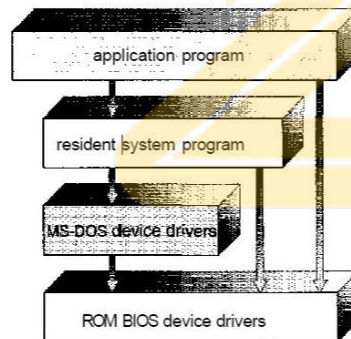 application program
resident system program
MS-DOS device drivers
ROM BIOS device drivers